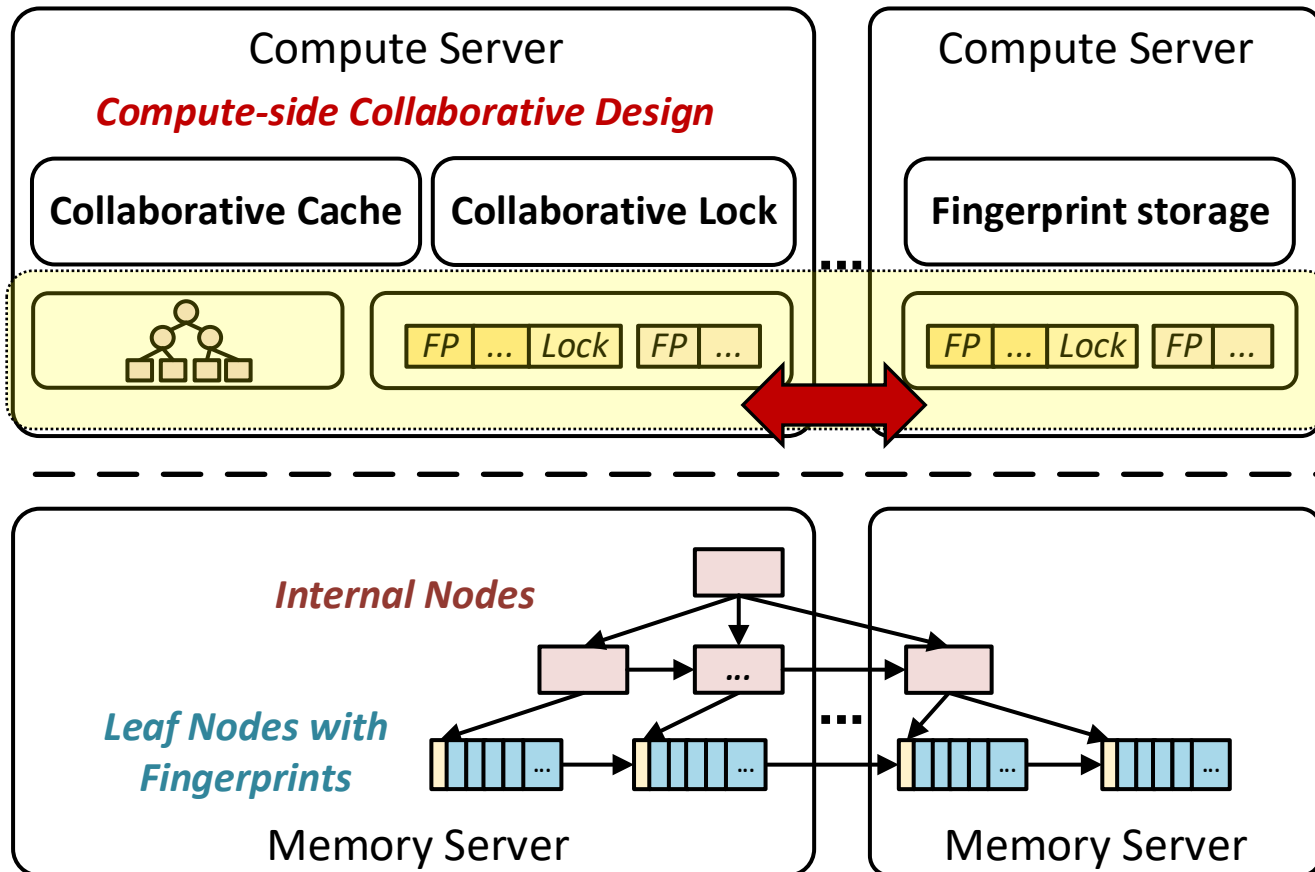 Compute Server
Compute Server
Compute-side Collaborative Design
Collaborative Cache
Collaborative Lock
Fingerprint storage
...
FP ... Lock FP ...
FP ... Lock FP ...
Internal Nodes
...
...
Leaf Nodes with
Fingerprints
... ... ... ...
Memory Server
Memory Server